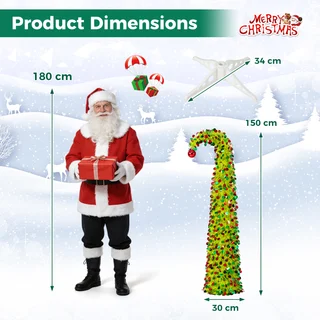 Product Dimensions
MERRY
CHRISTMAS
180 cm
34 cm
150 cm
30 cm